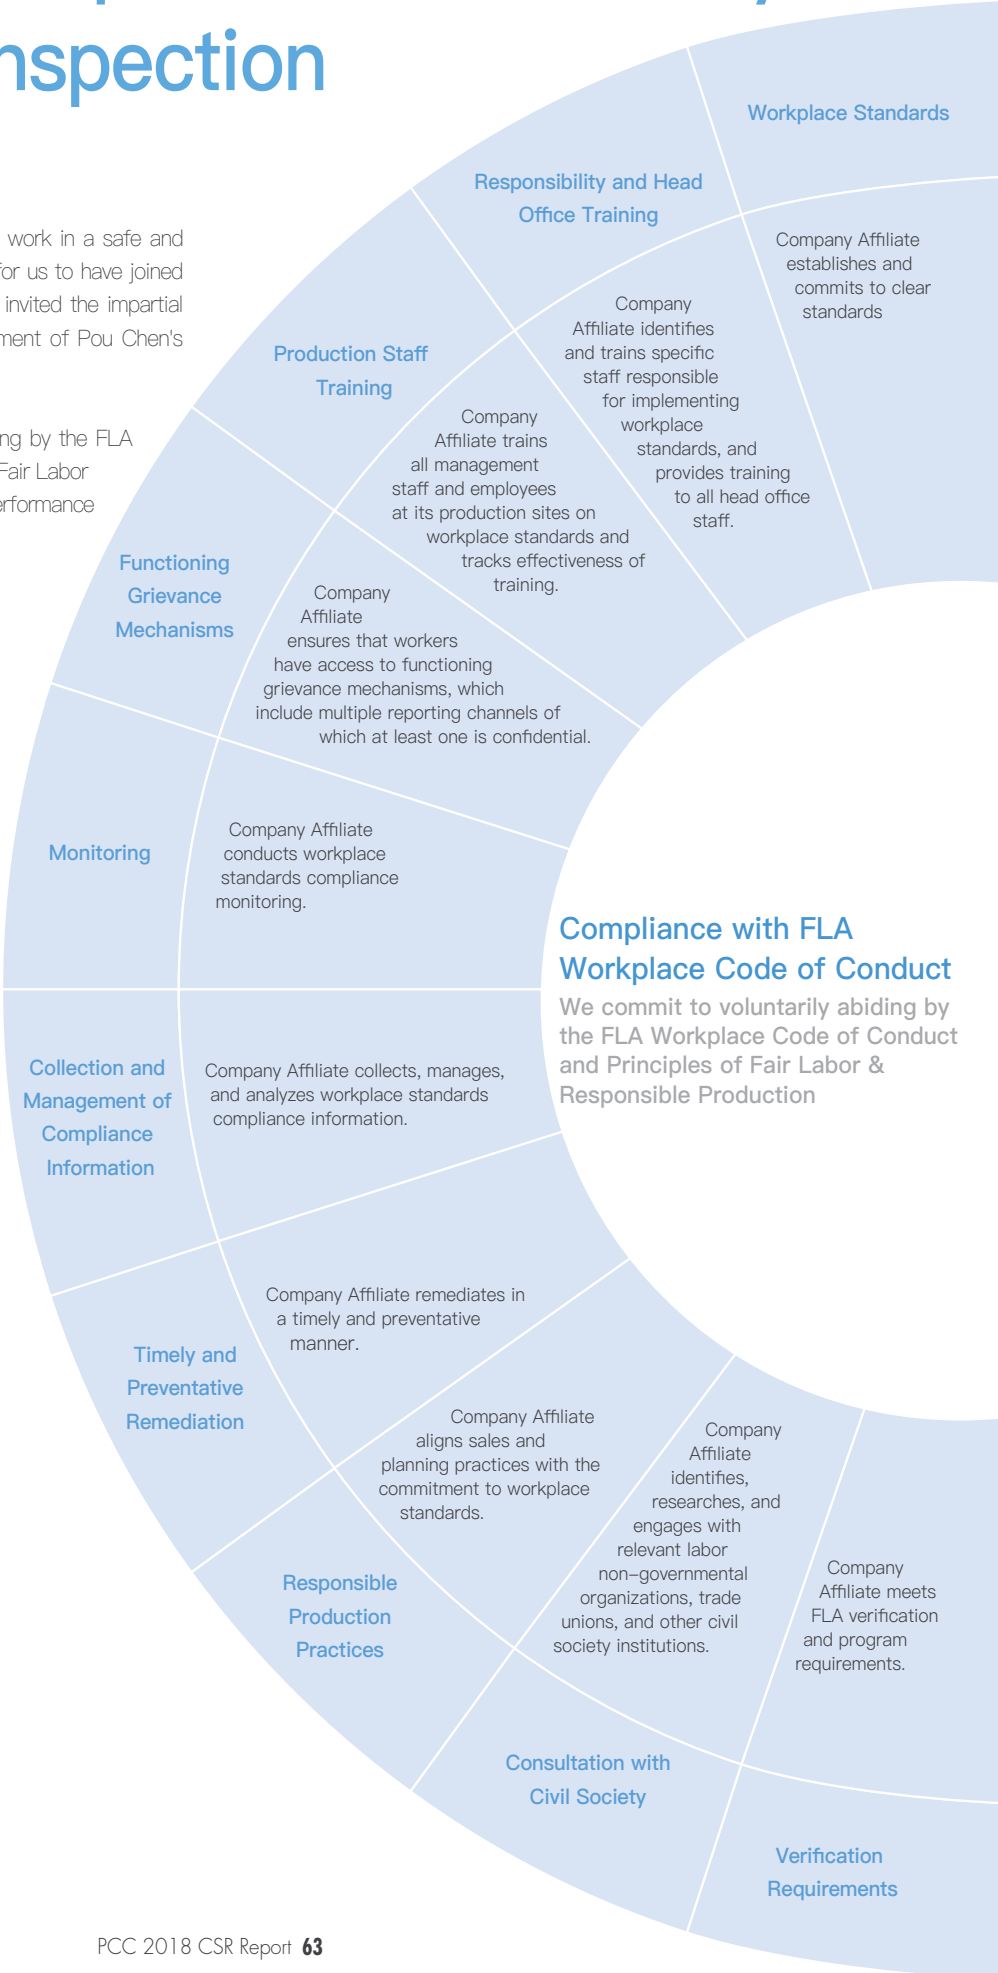 nspection
work in a safe and
for us to have joined
invited the impartial
ment of Pou Chen's
ng by the FLA
Fair Labor
erformance
Workplace Standards
Company Affiliate
establishes and
commits to clear
standards
Responsibility and Head
Office Training
Company
Affiliate identifies
and trains specific
staff responsible
for implementing
workplace
standards, and
provides training
to all head office
staff.
Production Staff
Training
Company
Affiliate trains
all management
staff and employees
at its production sites on
workplace standards and
tracks effectiveness of
training.
Functioning
Grievance
Mechanisms
Company
Affiliate
ensures that workers
have access to functioning
grievance mechanisms, which
include multiple reporting channels of
which at least one is confidential.
Monitoring
Company Affiliate
conducts workplace
standards compliance
monitoring.
Compliance with FLA
Workplace Code of Conduct
We commit to voluntarily abiding by
the FLA Workplace Code of Conduct
and Principles of Fair Labor &
Responsible Production
Collection and
Management of
Compliance
Information
Company Affiliate collects, manages,
and analyzes workplace standards
compliance information.
Timely and
Preventative
Remediation
Company Affiliate remediates in
a timely and preventative
manner.
Responsible
Production
Practices
Company Affiliate
aligns sales and
planning practices with the
commitment to workplace
standards.
Consultation with
Civil Society
Company
Affiliate
identifies,
researches, and
engages with
relevant labor
non-governmental
organizations, trade
unions, and other civil
society institutions.
Verification
Requirements
Company
Affiliate meets
FLA verification
and program
requirements.
PCC 2018 CSR Report 63